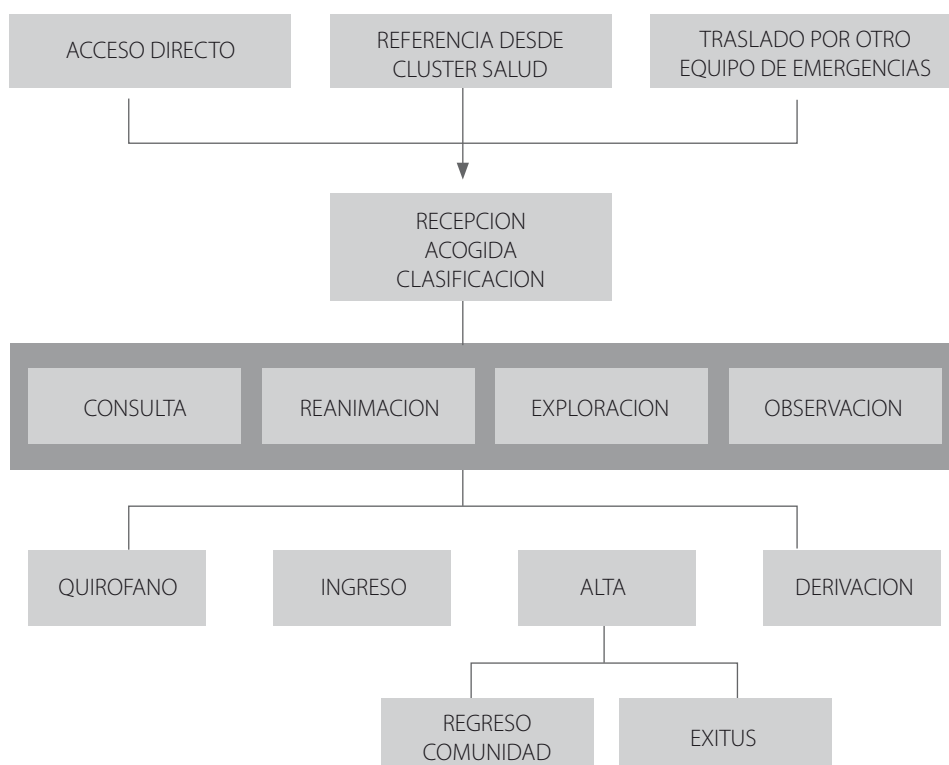 ACCESO DIRECTO
REFERENCIA DESDE
CLUSTER SALUD
TRASLADO POR OTRO
EQUIPO DE EMERGENCIAS
RECEPCION
ACOGIDA
CLASIFICACION
CONSULTA
REANIMACION
EXPLORACION
OBSERVACION
QUIROFANO
INGRESO
ALTA
DERIVACION
REGRESO
COMUNIDAD
EXITUS